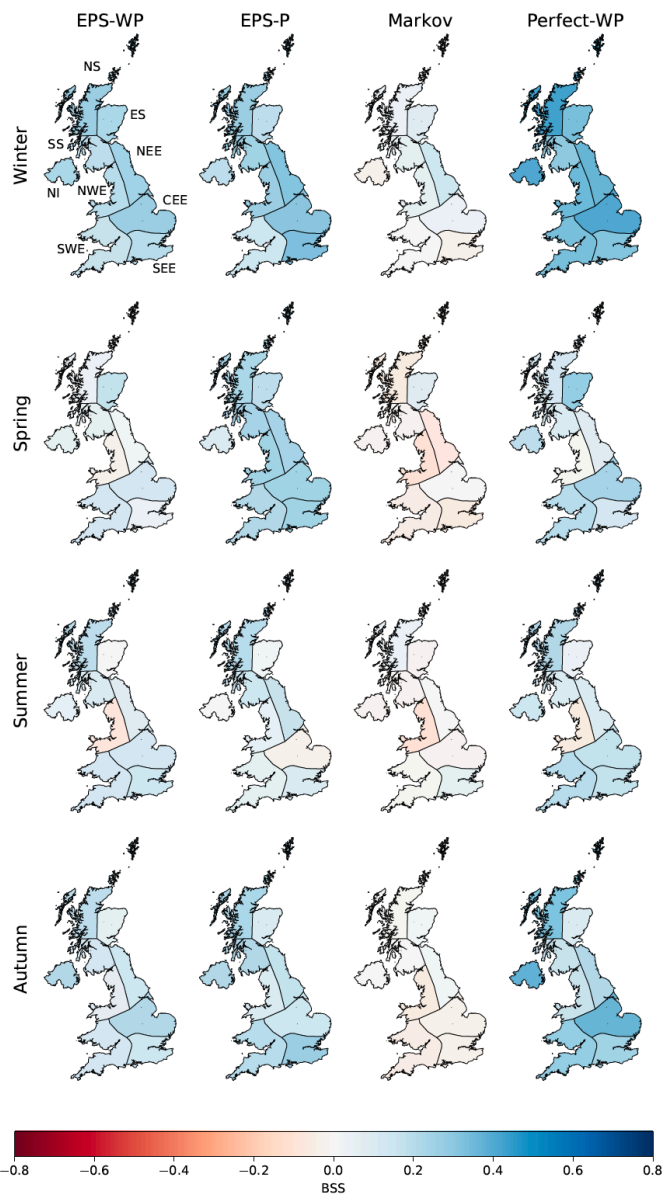 EPS-WP EPS-P Markov Perfect-WP
Winter
NS
ES
SS
NEE
NI
NWE
CEE
SWE
SEE
Spring
Summer
Autumn
−0.8 −0.6 −0.4 −0.2 0.0 0.2 0.4 0.6 0.8
BSS